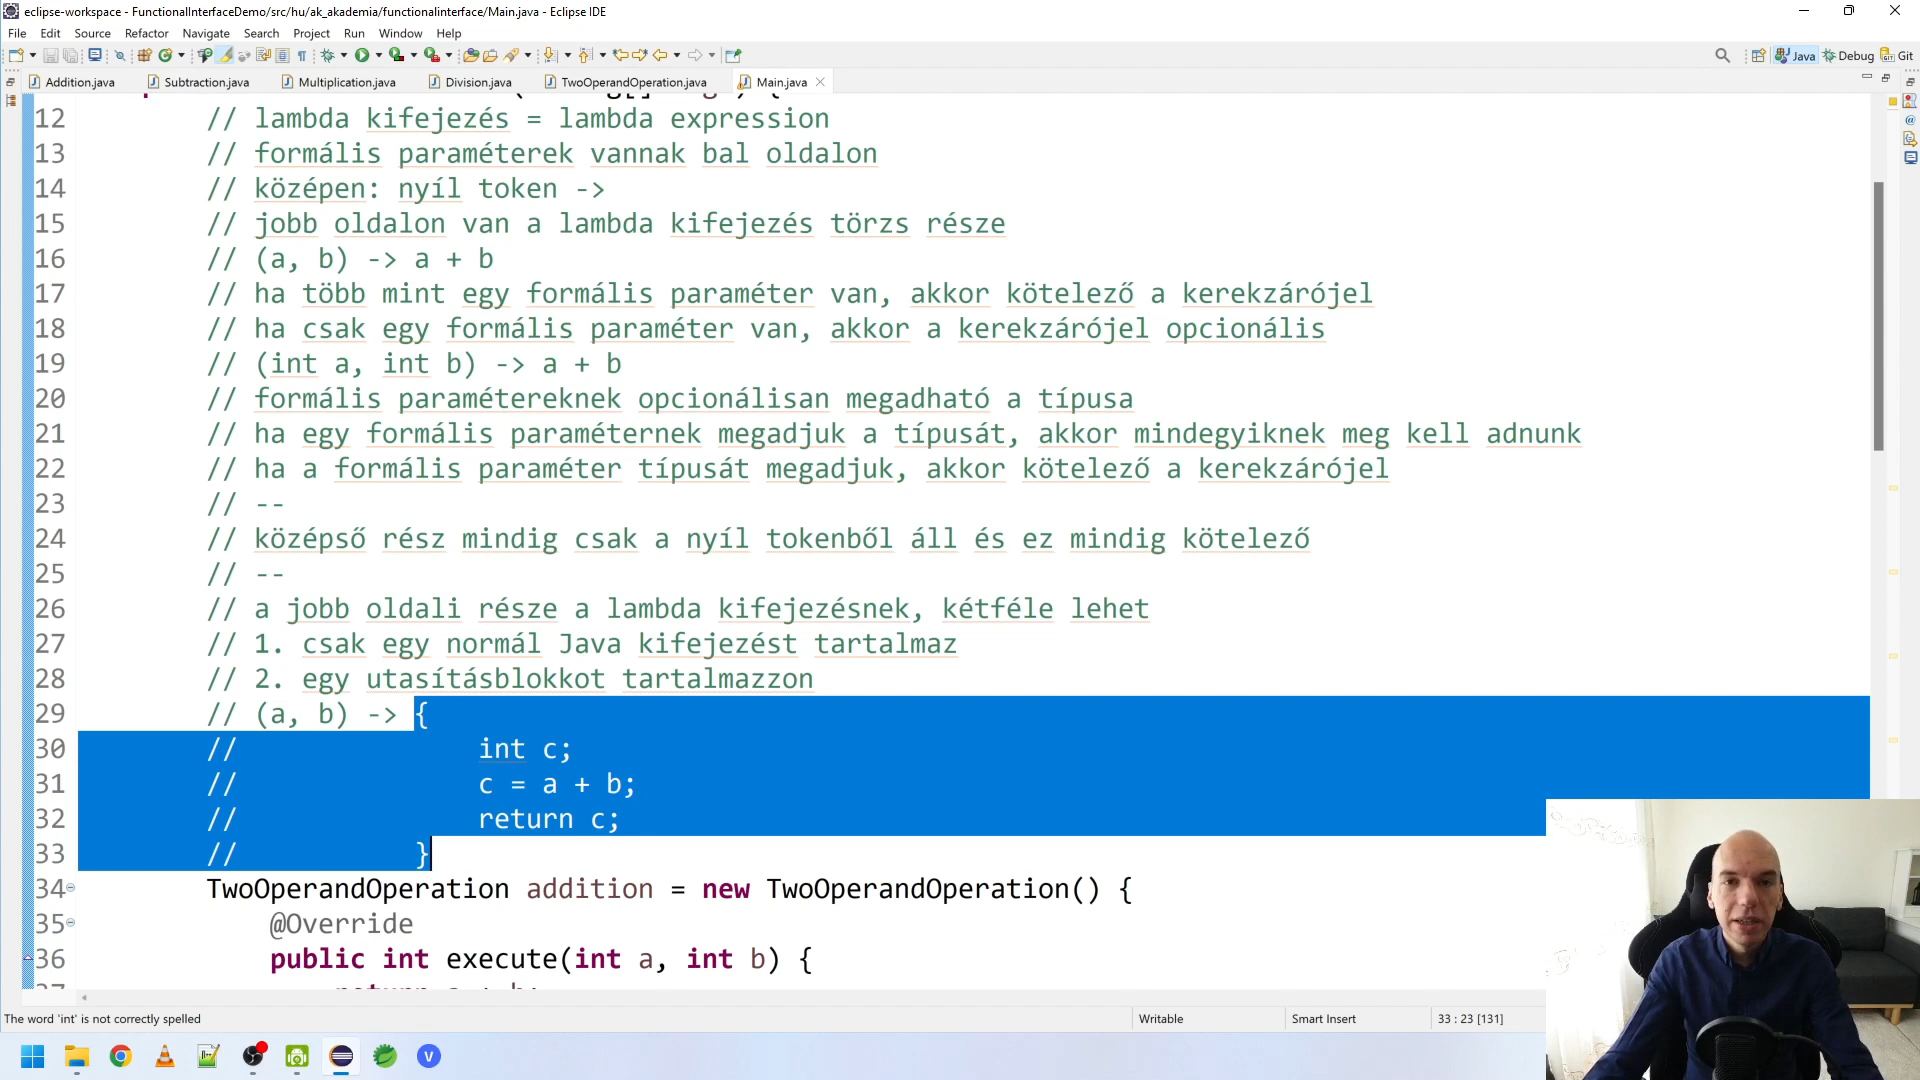 eclipse-workspace - FunctionalInterfaceDemo/src/hu/ak_akademia/functionalinterface/Main.java - Eclipse IDE
File Edit Source Refactor Navigate Search Project Run Window Help
Java Debug Git
Addition.java Subtraction.java Multiplication.java Division.java TwoOperandOperation.java Main.java
12 // lambda kifejezés = lambda expression
13 // formális paraméterek vannak bal oldalon
14 // középen: nyíl token ->
15 // jobb oldalon van a lambda kifejezés törzs része
16 // (a, b) -> a + b
17 // ha több mint egy formális paraméter van, akkor kötelező a kerekzárójel
18 // ha csak egy formális paraméter van, akkor a kerekzárójel opcionális
19 // (int a, int b) -> a + b
20 // formális paramétereknek opcionálisan megadható a típusa
21 // ha egy formális paraméternek megadjuk a típusát, akkor mindegyiknek meg kell adnunk
22 // ha a formális paraméter típusát megadjuk, akkor kötelező a kerekzárójel
23 // --
24 // középső rész mindig csak a nyíl tokenből áll és ez mindig kötelező
25 // --
26 // a jobb oldali része a lambda kifejezésnek, kétféle lehet
27 // 1. csak egy normál Java kifejezést tartalmaz
28 // 2. egy utasításblokkot tartalmazzon
29 // (a, b) -> {
30 // int c;
31 // c = a + b;
32 // return c;
33 // }
34 TwoOperandOperation addition = new TwoOperandOperation() {
35 @Override
36 public int execute(int a, int b) {
The word 'int' is not correctly spelled Writable Smart Insert 33 : 23 [131]